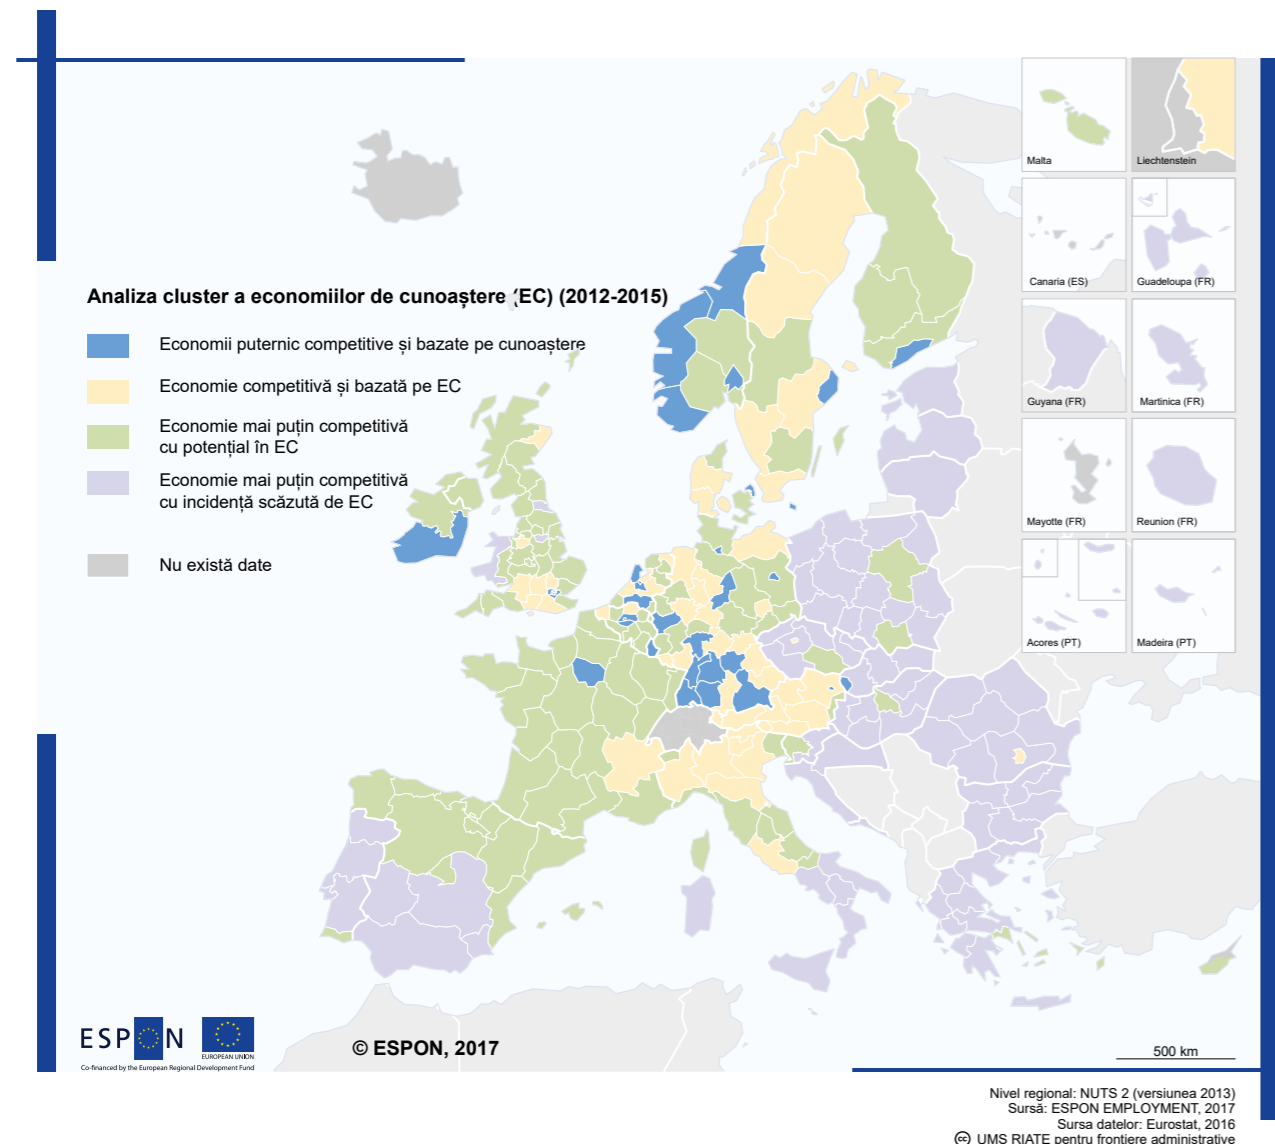 Malta
Liechtenstein
Canaria (ES)
Guadeloupa (FR)
Analiza cluster a economiilor de cunoaștere (EC) (2012-2015)
Economii puternic competitive și bazate pe cunoaștere
Economie competitivă și bazată pe EC
Economie mai puțin competitivă
cu potențial în EC
Economie mai puțin competitivă
cu incidență scăzută de EC
Nu există date
Guyana (FR)
Martinica (FR)
Mayotte (FR)
Reunion (FR)
Acores (PT)
Madeira (PT)
ESPON
EUROPEAN UNION
Co-financed by the European Regional Development Fund
© ESPON, 2017
500 km
Nivel regional: NUTS 2 (versiunea 2013)
Sursă: ESPON EMPLOYMENT, 2017
Sursa datelor: Eurostat, 2016
UMS RIATE pentru frontiere administrative